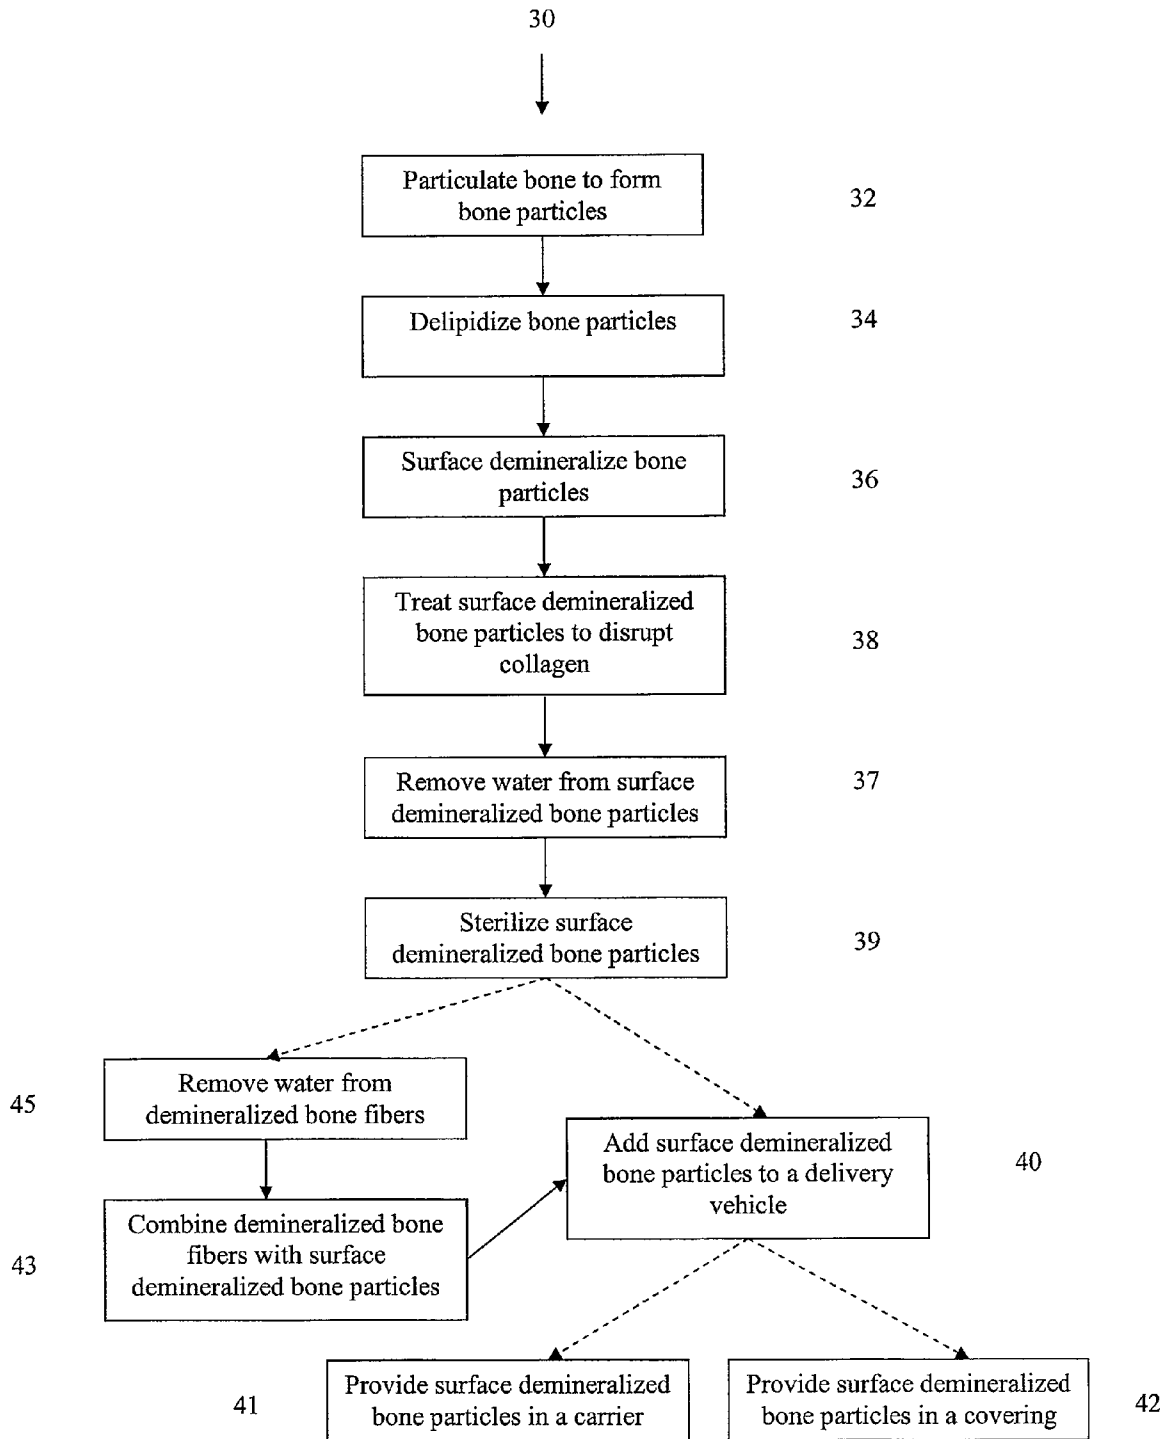 30
Particulate bone to form
bone particles
32
Delipidize bone particles
34
Surface demineralize bone
particles
36
Treat surface demineralized
bone particles to disrupt
collagen
38
Remove water from surface
demineralized bone particles
37
Sterilize surface
demineralized bone particles
39
45
Remove water from
demineralized bone fibers
Add surface demineralized
bone particles to a delivery
vehicle
40
43
Combine demineralized bone
fibers with surface
demineralized bone particles
41
Provide surface demineralized
bone particles in a carrier
Provide surface demineralized
bone particles in a covering
42